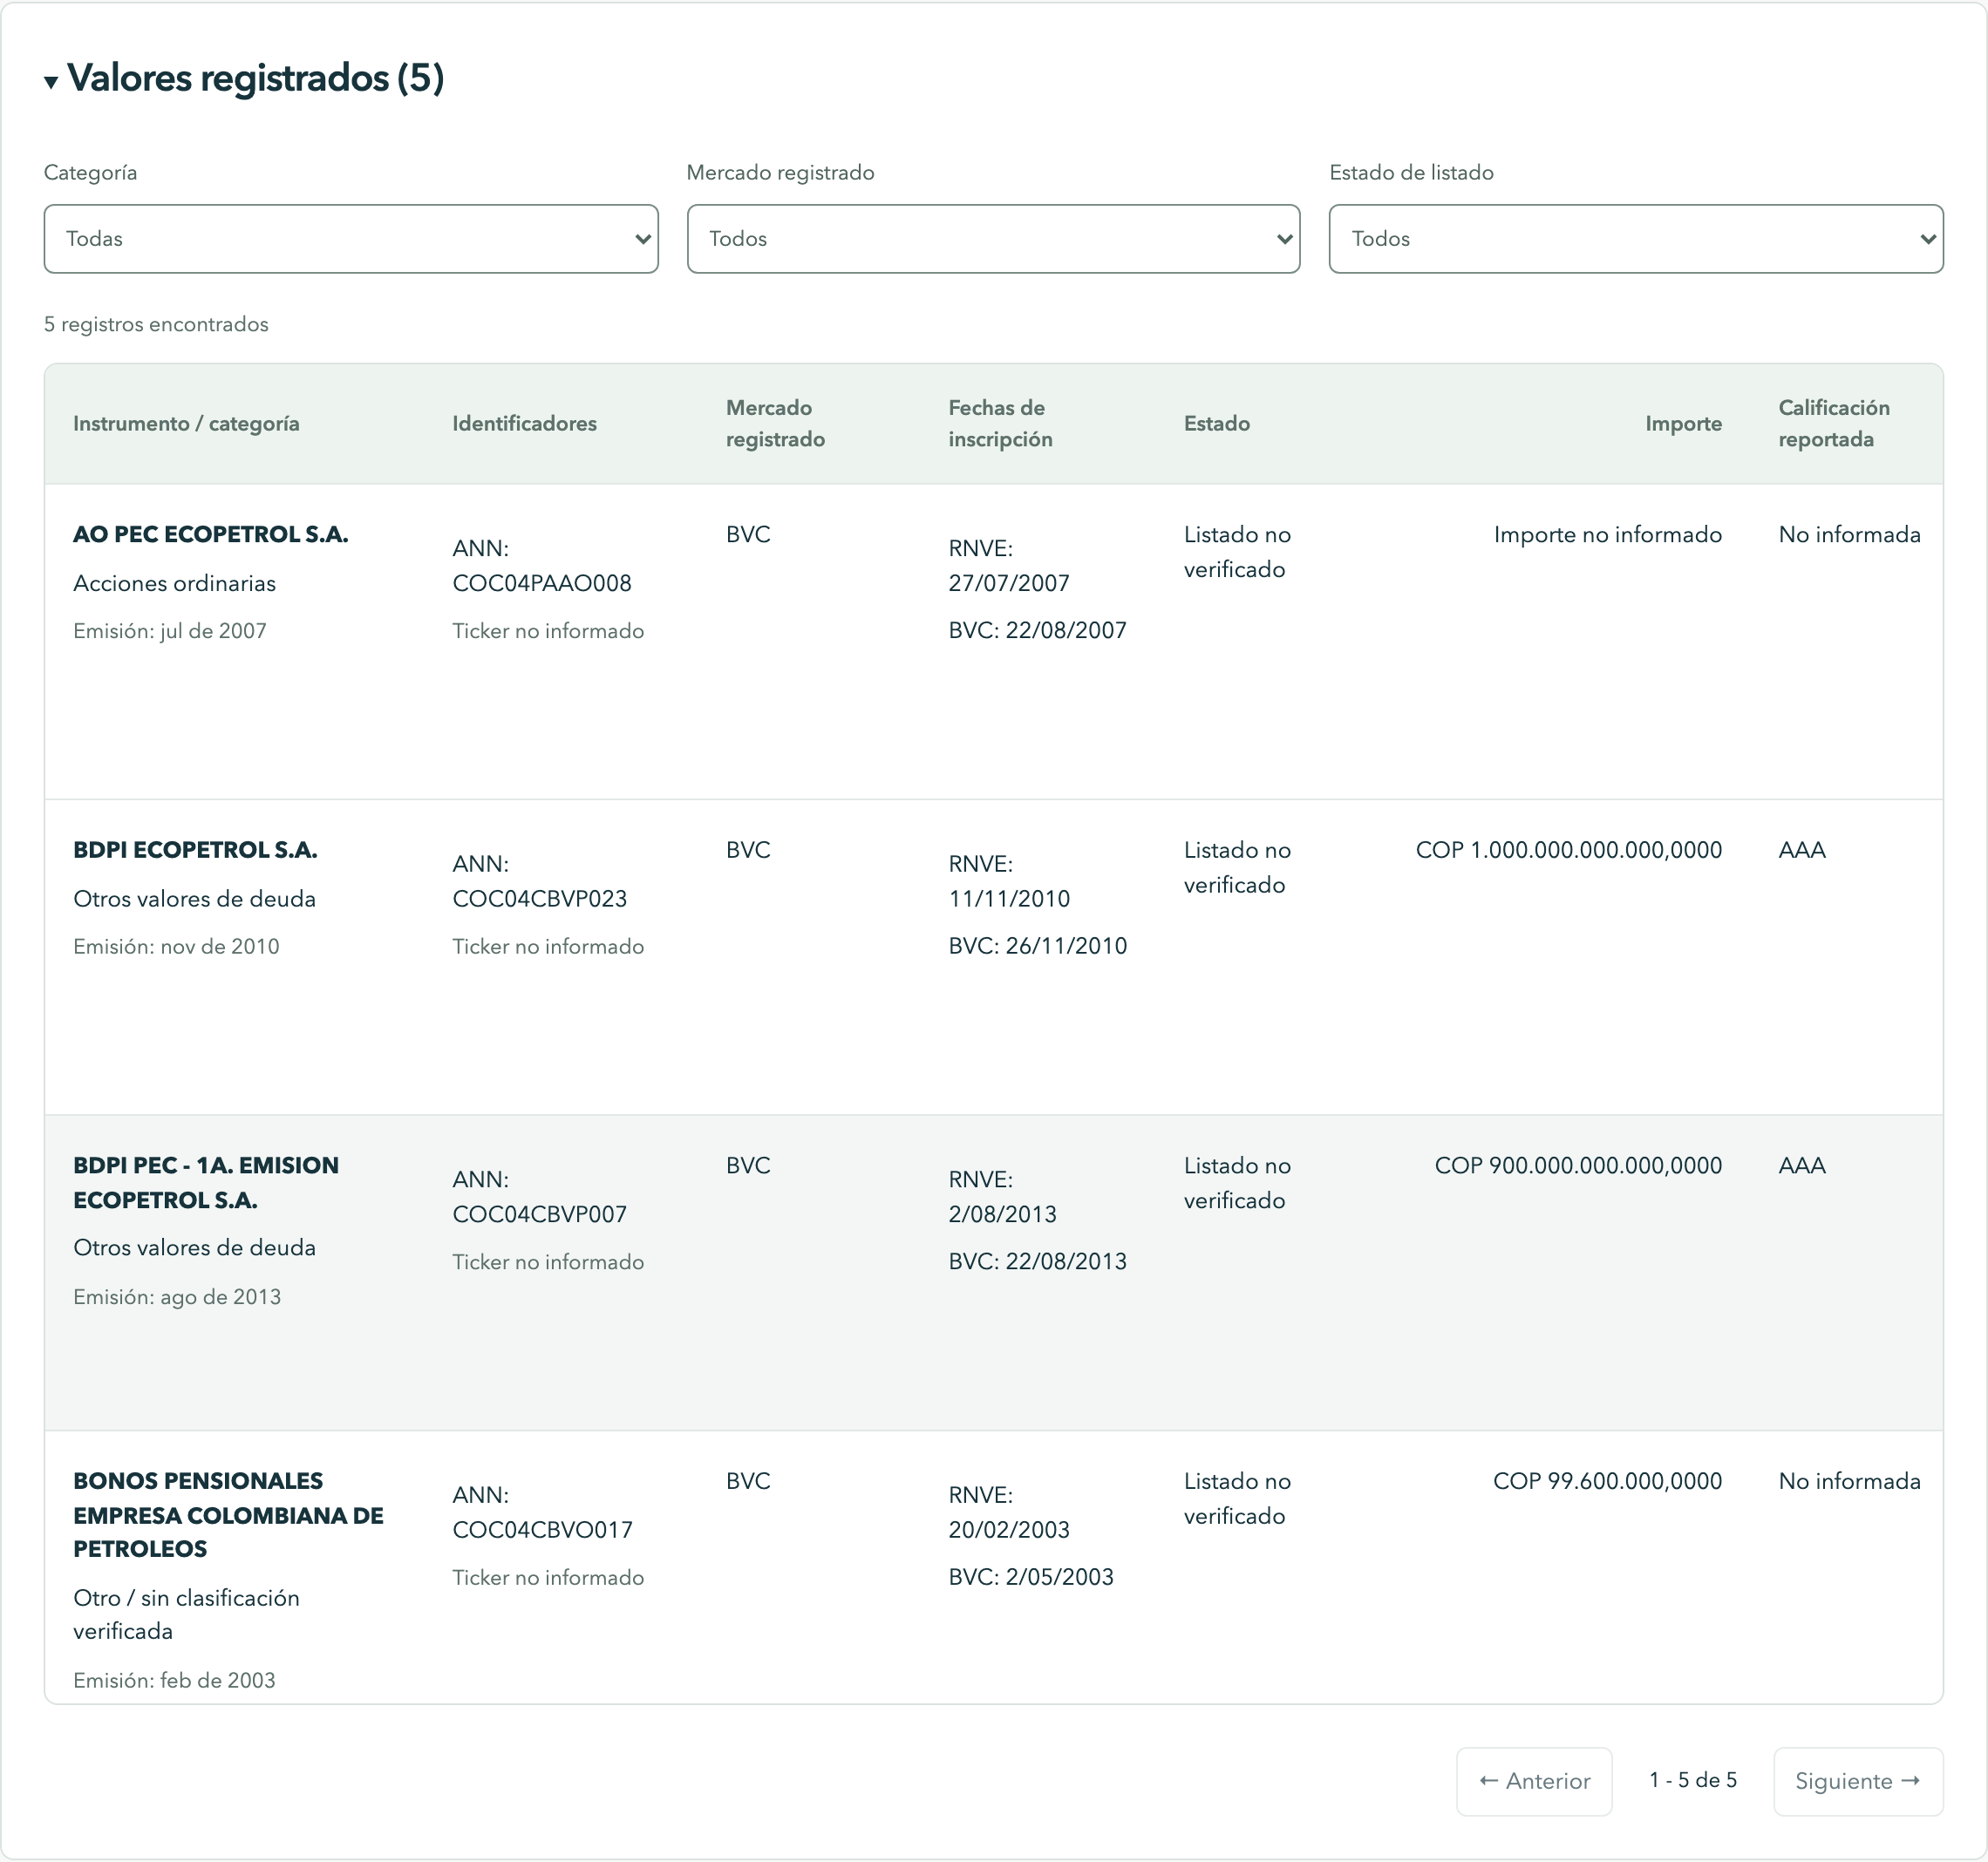 ▾ Valores registrados (5)
Categoría
Mercado registrado
Estado de listado
Todas
Todos
Todos
5 registros encontrados
Instrumento / categoría
Identificadores
Mercado
registrado
Fechas de
inscripción
Estado
Importe
Calificación
reportada
AO PEC ECOPETROL S.A.
Acciones ordinarias
Emisión: jul de 2007
ANN:
COC04PAAO008
Ticker no informado
BVC
RNVE:
27/07/2007
BVC: 22/08/2007
Listado no
verificado
Importe no informado
No informada
BDPI ECOPETROL S.A.
Otros valores de deuda
Emisión: nov de 2010
ANN:
COC04CBVP023
Ticker no informado
BVC
RNVE:
11/11/2010
BVC: 26/11/2010
Listado no
verificado
COP 1.000.000.000.000,0000
AAA
BDPI PEC - 1A. EMISION
ECOPETROL S.A.
Otros valores de deuda
Emisión: ago de 2013
ANN:
COC04CBVP007
Ticker no informado
BVC
RNVE:
2/08/2013
BVC: 22/08/2013
Listado no
verificado
COP 900.000.000.000,0000
AAA
BONOS PENSIONALES
EMPRESA COLOMBIANA DE
PETROLEOS
Otro / sin clasificación
verificada
Emisión: feb de 2003
ANN:
COC04CBVO017
Ticker no informado
BVC
RNVE:
20/02/2003
BVC: 2/05/2003
Listado no
verificado
COP 99.600.000,0000
No informada
← Anterior
1 - 5 de 5
Siguiente →